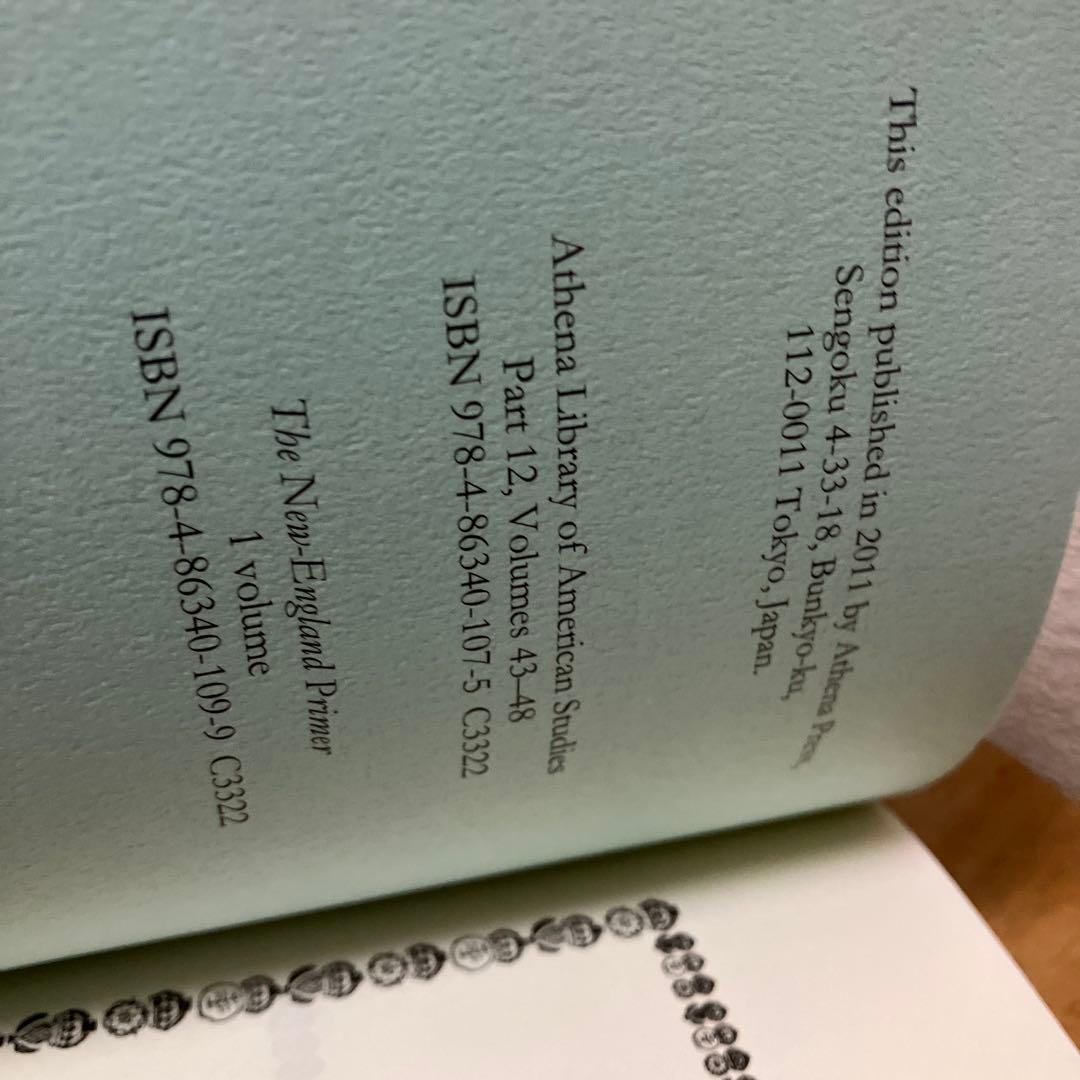 This edition published in 2011 by Athena Press,
Sengoku 4-33-18, Bunkyo-ku,
112-0011 Tokyo, Japan.
Athena Library of American Studies
Part 12, Volumes 43–48
ISBN 978-4-86340-107-5 C3322
The New-England Primer
1 volume
ISBN 978-4-86340-109-9 C3322